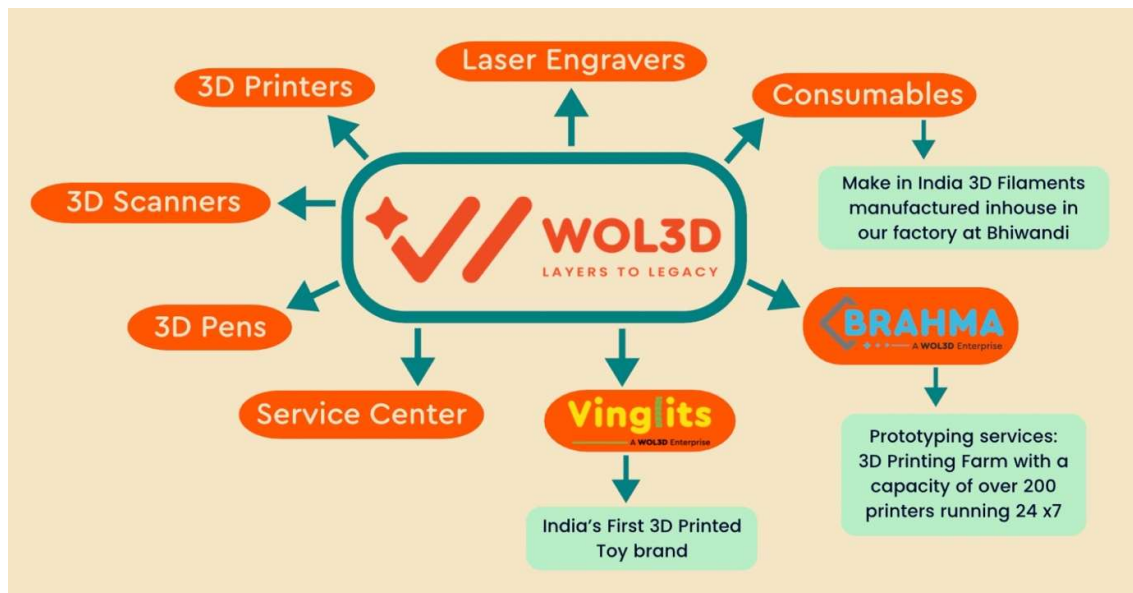 Laser Engravers
3D Printers
Consumables
3D Scanners
Make in India 3D Filaments
manufactured inhouse in
our factory at Bhiwandi
WOL3D
LAYERS TO LEGACY
3D Pens
BRAHMA
A WOL3D Enterprise
Service Center
Vinglits
A WOL3D Enterprise
Prototyping services:
3D Printing Farm with a
capacity of over 200
printers running 24 x7
India's First 3D Printed
Toy brand